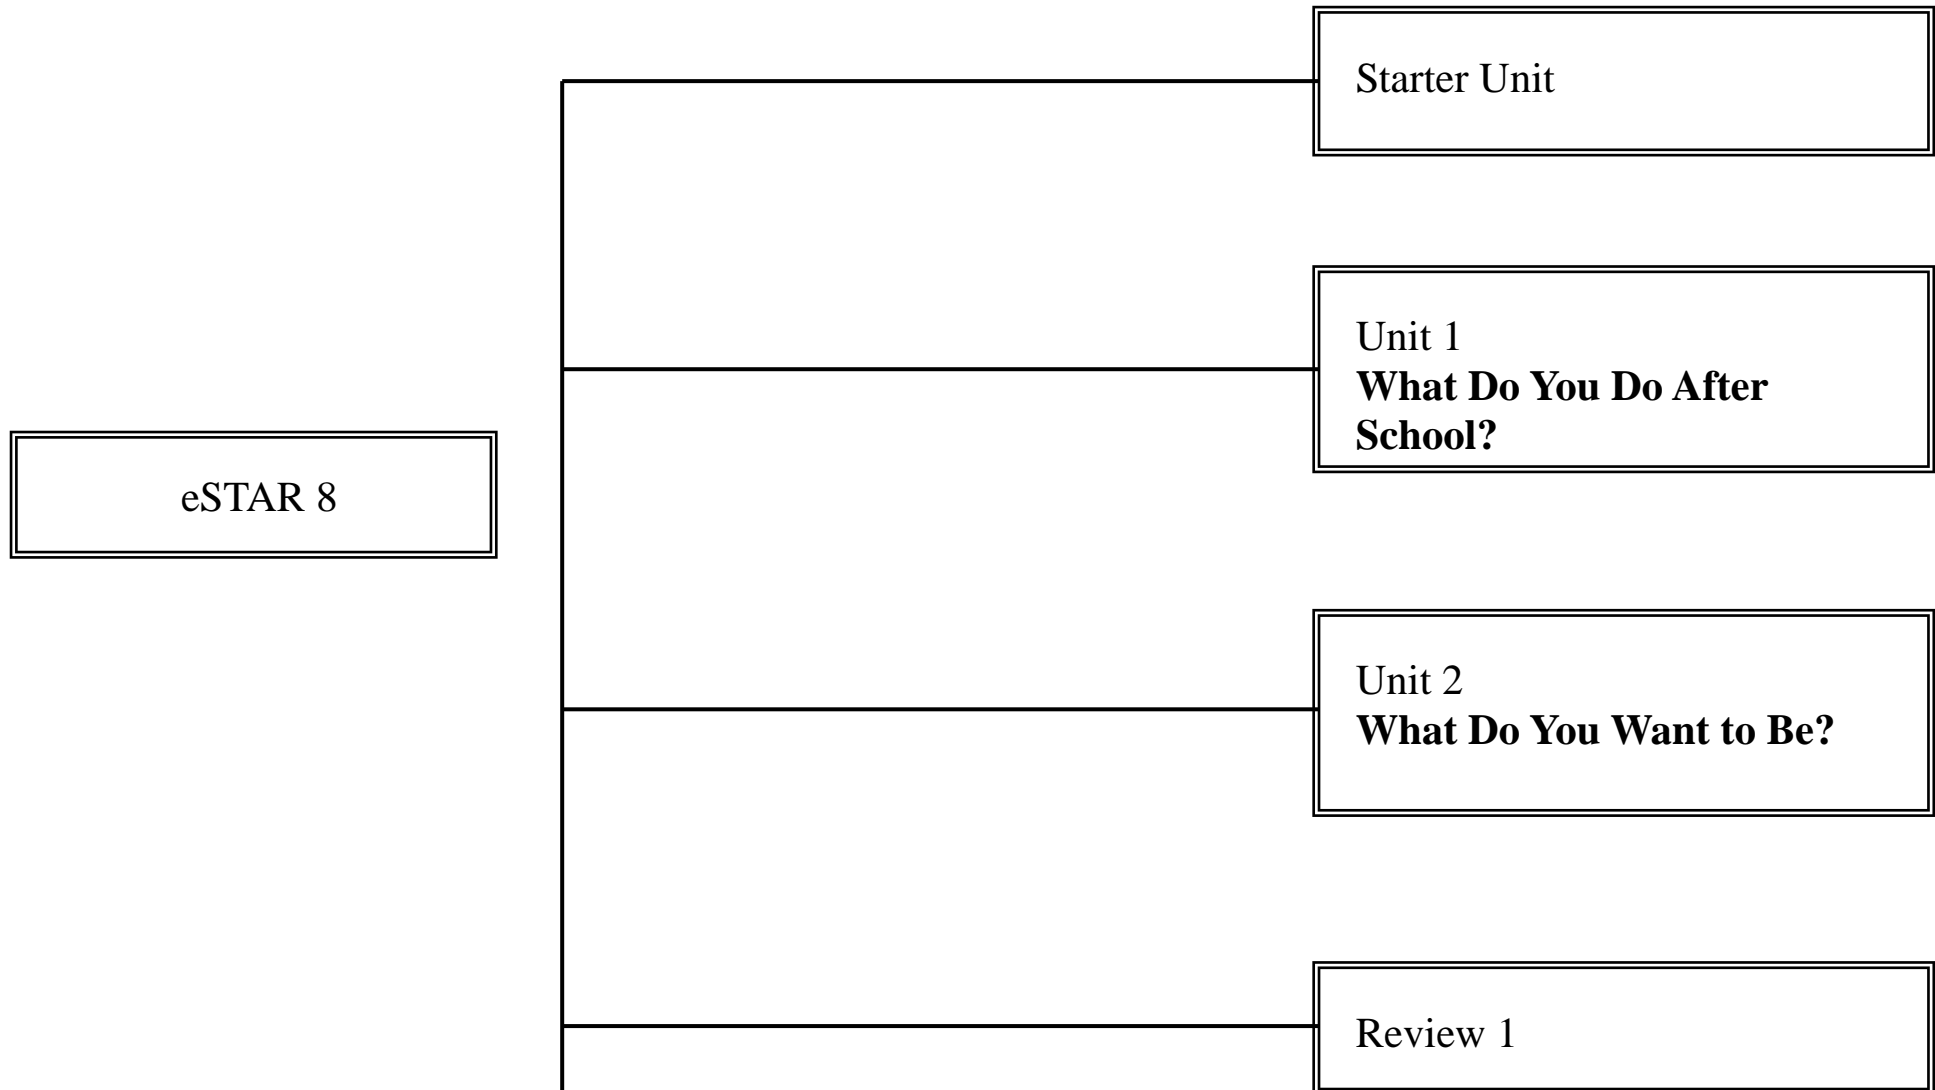 Starter Unit
Unit 1
What Do You Do After
School?
eSTAR 8
Unit 2
What Do You Want to Be?
Review 1